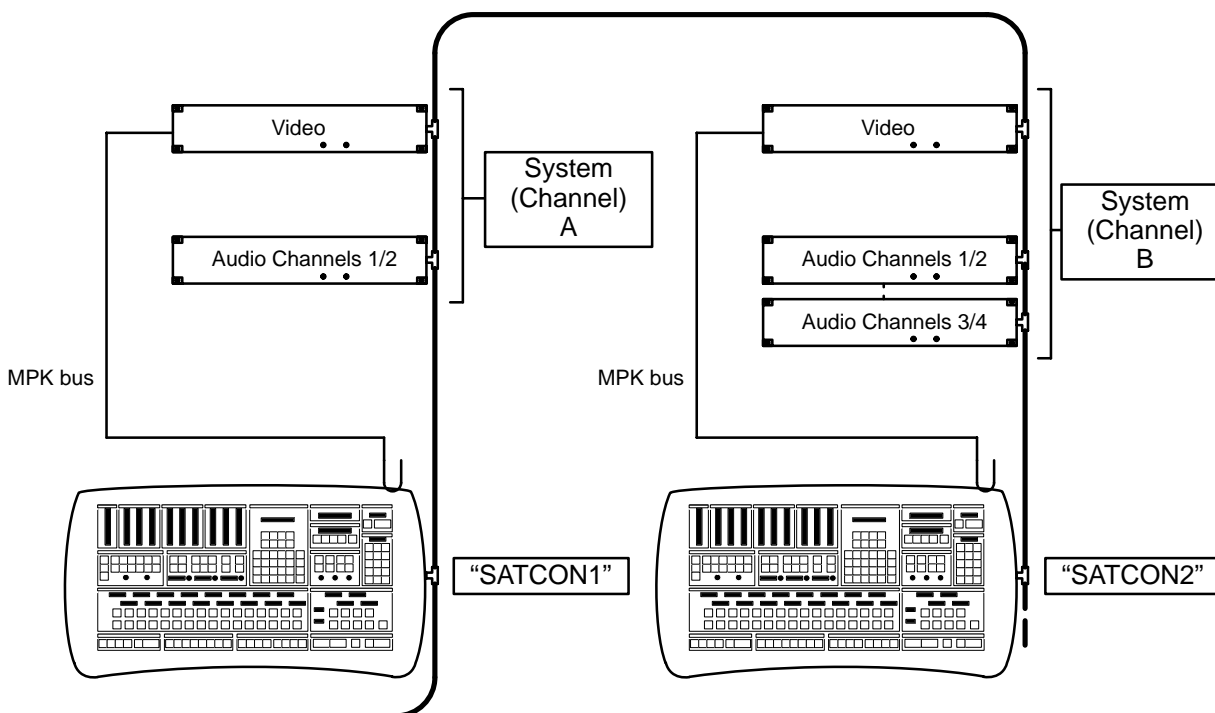 Video
Audio Channels 1/2
System
(Channel)
A
MPK bus
“SATCON1”
Video
Audio Channels 1/2
Audio Channels 3/4
System
(Channel)
B
MPK bus
“SATCON2”